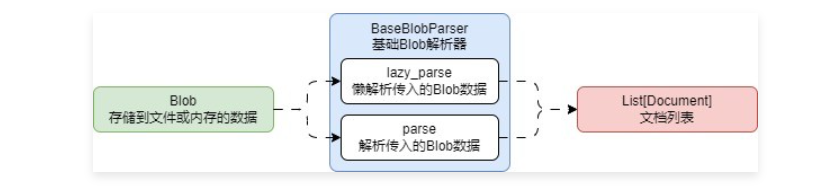 BaseBlobParser
基础Blob解析器
Blob
存储到文件或内存的数据
lazy_parse
懒解析传入的Blob数据
parse
解析传入的Blob数据
List[Document]
文档列表